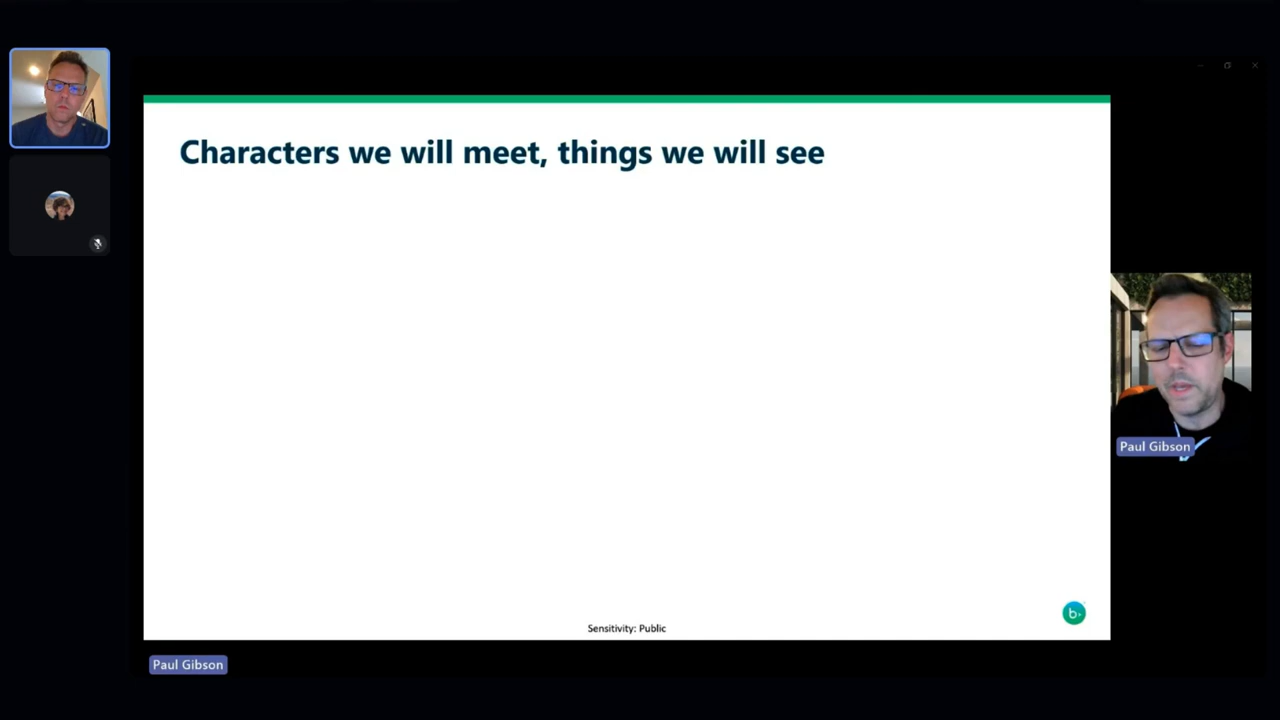 Characters we will meet, things we will see
Paul Gibson
b
Sensitivity: Public
Paul Gibson